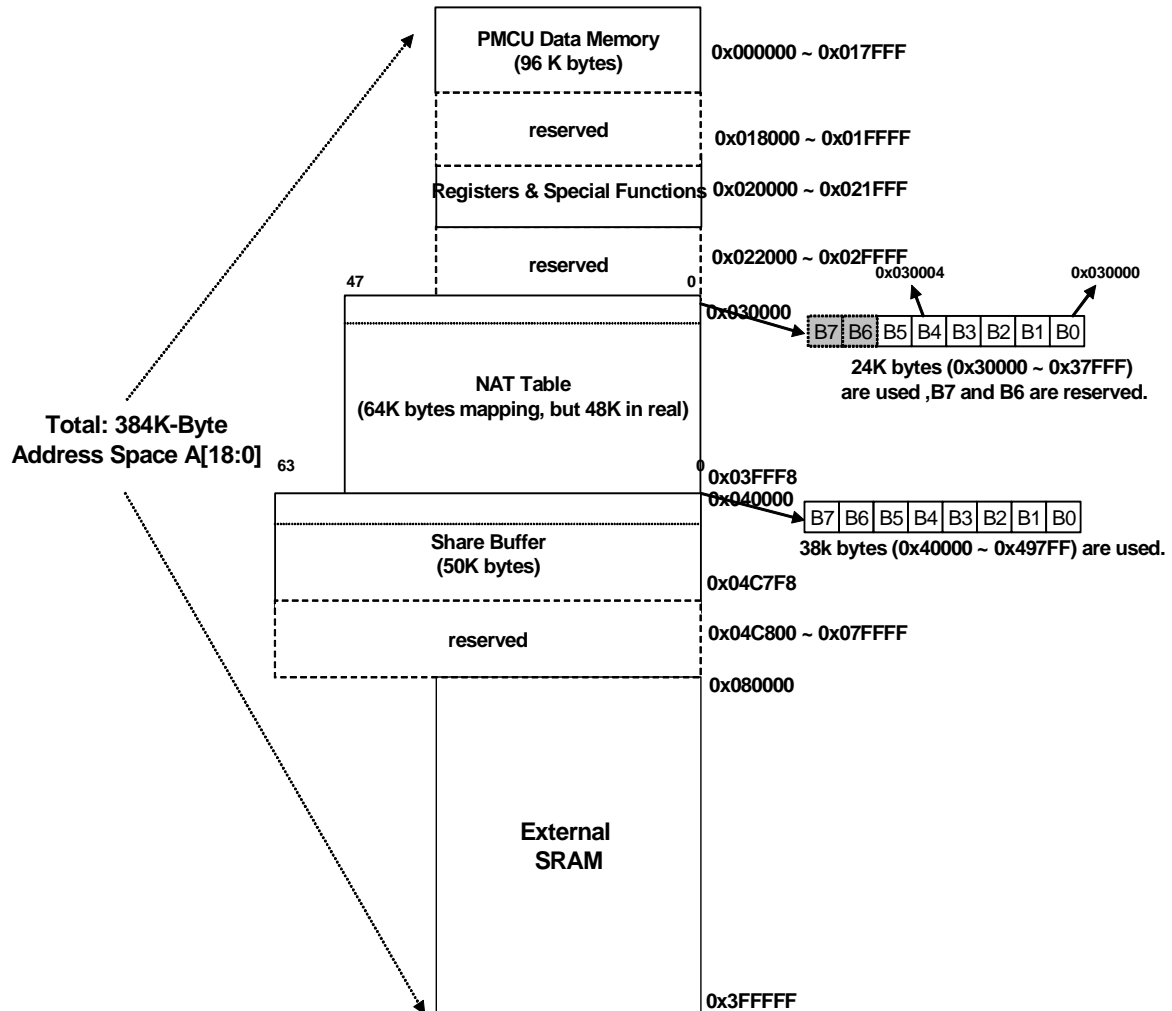 PMCU Data Memory
(96 K bytes)
0x000000 ~ 0x017FFF
reserved
0x018000 ~ 0x01FFFF
Registers & Special Functions
0x020000 ~ 0x021FFF
reserved
0x022000 ~ 0x02FFFF
47
0
0x030000
0x030004
0x030000
B7 B6 B5 B4 B3 B2 B1 B0
24K bytes (0x30000 ~ 0x37FFF)
are used ,B7 and B6 are reserved.
NAT Table
(64K bytes mapping, but 48K in real)
Total: 384K-Byte
Address Space A[18:0]
63
0
0x03FFF8
0x040000
B7 B6 B5 B4 B3 B2 B1 B0
38k bytes (0x40000 ~ 0x497FF) are used.
Share Buffer
(50K bytes)
0x04C7F8
reserved
0x04C800 ~ 0x07FFFF
0x080000
External
SRAM
0x3FFFFF